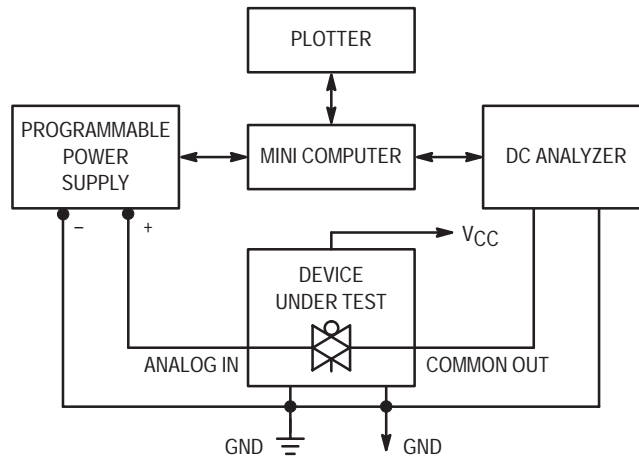 PLOTTER
PROGRAMMABLE
POWER
SUPPLY
MINI COMPUTER
DC ANALYZER
– +
VCC
DEVICE
UNDER TEST
ANALOG IN
COMMON OUT
GND
GND